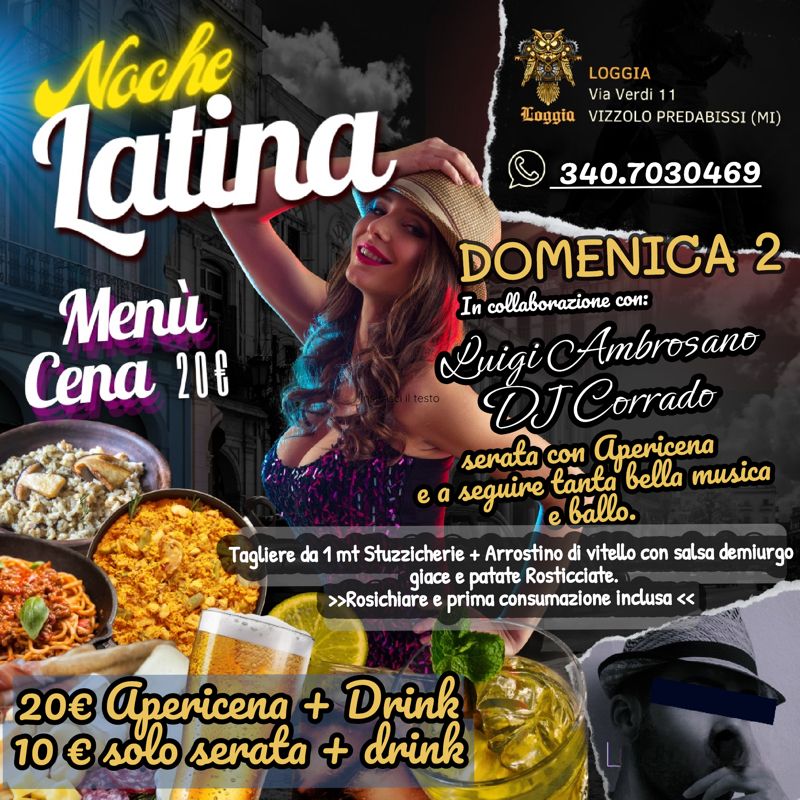 Noche
Latina
Loggia
LOGGIA
Via Verdi 11
VIZZOLO PREDABISSI (MI)
340.7030469
DOMENICA 2
In collaborazione con:
Menù
Cena 20€
Luigi Ambrosano
DJ Corrado
Inserisci il testo
serata con Apericena
e a seguire tanta bella musica
e ballo.
Tagliere da 1 mt Stuzzicherie + Arrostino di vitello con salsa demiurgo
giace e patate Rosticciate.
>>Rosichiare e prima consumazione inclusa <<
20€ Apericena + Drink
10 € solo serata + drink